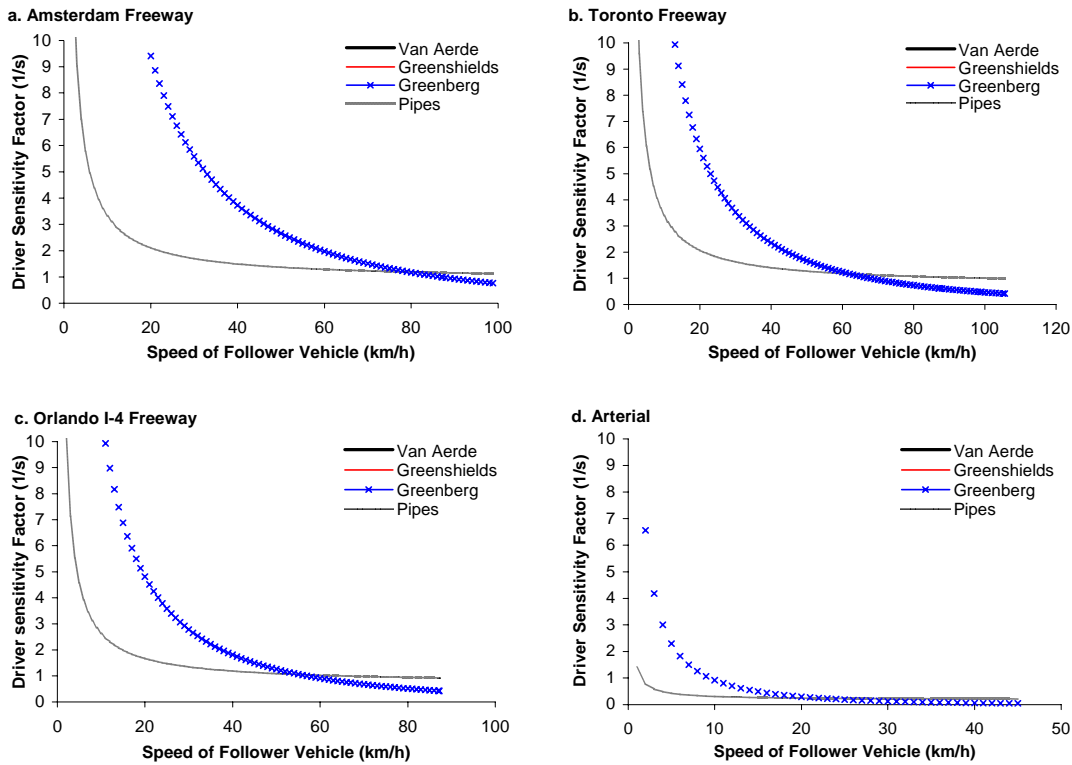 a. Amsterdam Freeway
10
9
8
7
6
5
4
3
2
1
0
Driver Sensitivity Factor (1/s)
Van Aerde
Greenshields
Greenberg
Pipes
0 20 40 60 80 100
Speed of Follower Vehicle (km/h)
b. Toronto Freeway
10
9
8
7
6
5
4
3
2
1
0
Driver Sensitivity Factor (1/s)
Van Aerde
Greenshields
Greenberg
Pipes
0 20 40 60 80 100 120
Speed of Follower Vehicle (km/h)
c. Orlando I-4 Freeway
10
9
8
7
6
5
4
3
2
1
0
Driver sensitivity Factor (1/s)
Van Aerde
Greenshields
Greenberg
Pipes
0 20 40 60 80 100
Speed of Follower Vehicle (km/h)
d. Arterial
10
9
8
7
6
5
4
3
2
1
0
Driver Sensitivity Factor (1/s)
Van Aerde
Greenshields
Greenberg
Pipes
0 10 20 30 40 50
Speed of Follower Vehicle (km/h)